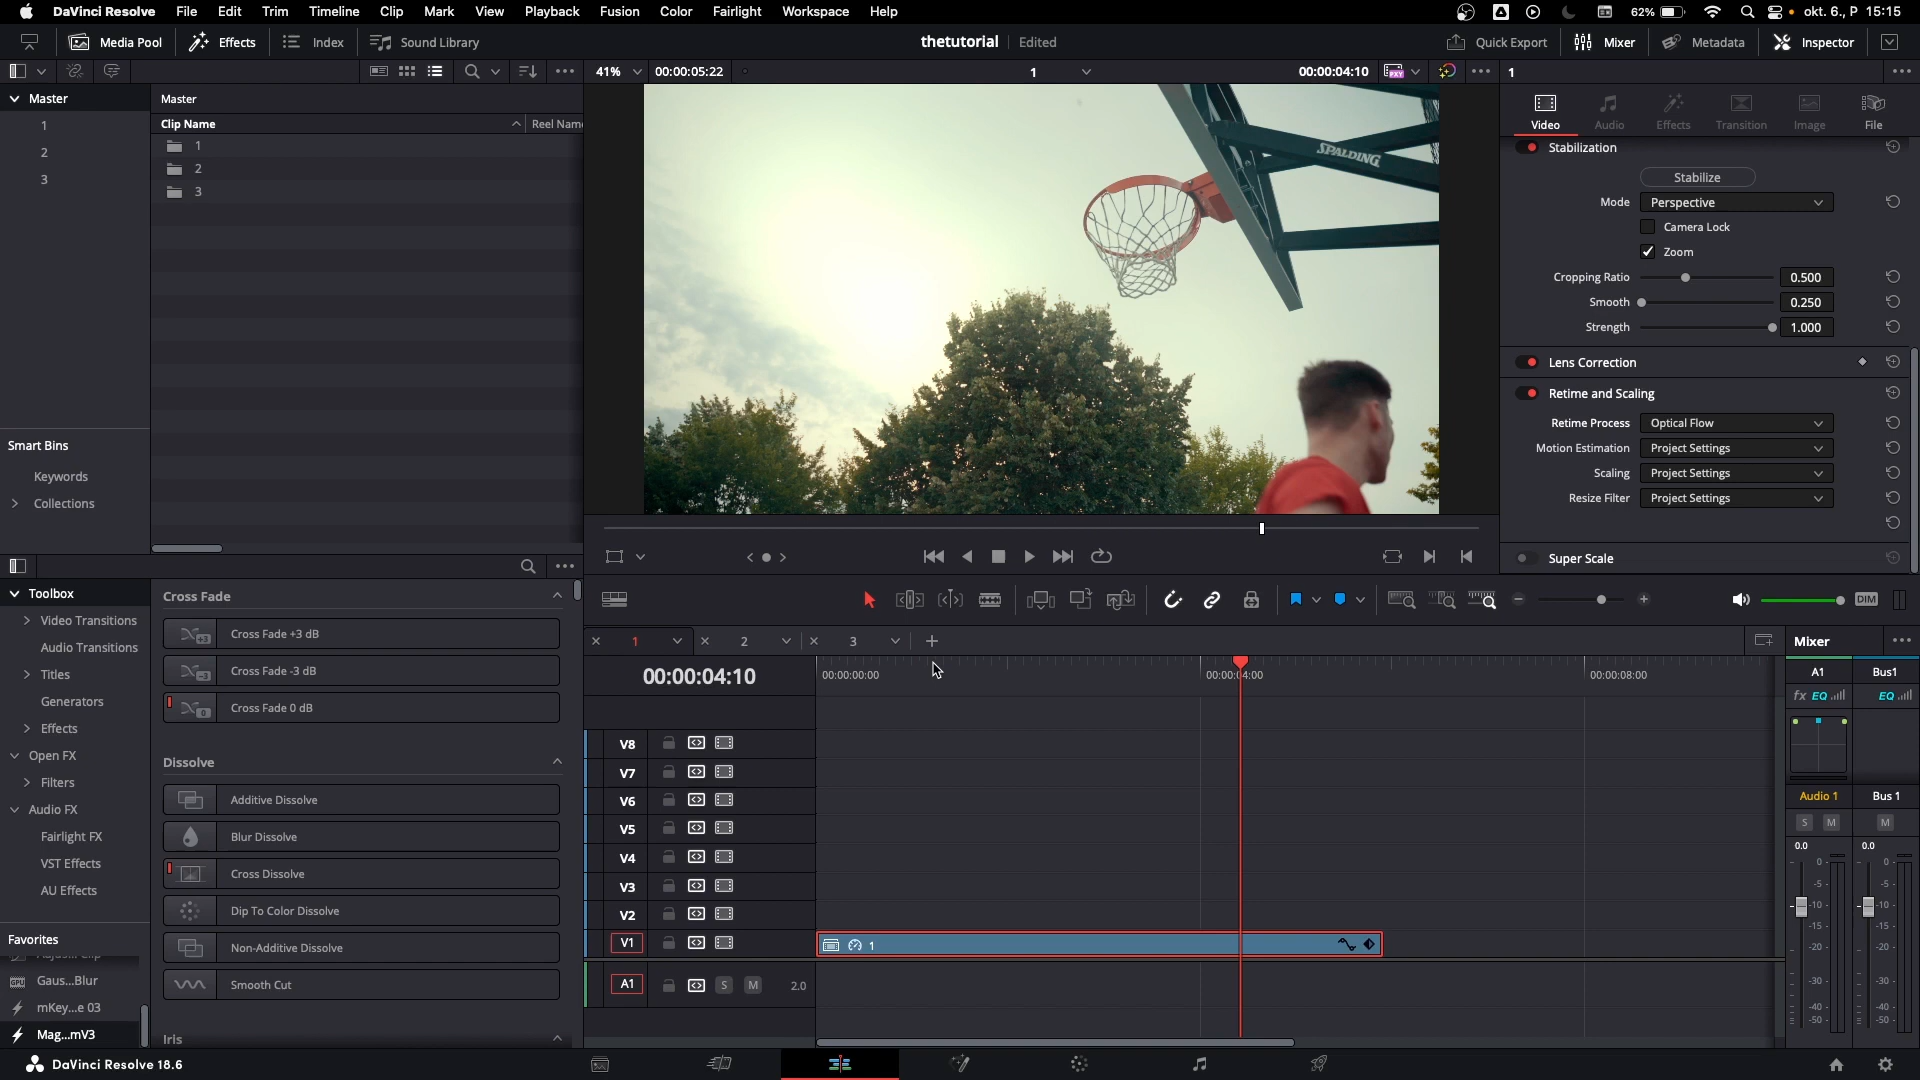 DaVinci Resolve File Edit Trim Timeline Clip Mark View Playback Fusion Color Fairlight Workspace Help 62% okt. 6., P 15:15
Media Pool Effects Index Sound Library thetutorial Edited Quick Export Mixer Metadata Inspector
41% 00:00:05:22 1 00:00:04:10 PXY 1
Master
1
2
3
Smart Bins
Keywords
Collections
Master
Clip Name Reel Name
1
2
3
SPALDING
Video Audio Effects Transition Image File
Stabilization
Stabilize
Mode Perspective
Camera Lock
Zoom
Cropping Ratio 0.500
Smooth 0.250
Strength 1.000
Lens Correction
Retime and Scaling
Retime Process Optical Flow
Motion Estimation Project Settings
Scaling Project Settings
Resize Filter Project Settings
Super Scale
Toolbox
Video Transitions
Audio Transitions
Titles
Generators
Effects
Open FX
Filters
Audio FX
Fairlight FX
VST Effects
AU Effects
Favorites
Gaus...Blur
mKey...e 03
Mag...mV3
Cross Fade
+3 Cross Fade +3 dB
-3 Cross Fade -3 dB
0 Cross Fade 0 dB
Dissolve
Additive Dissolve
Blur Dissolve
Cross Dissolve
Dip To Color Dissolve
Non-Additive Dissolve
Smooth Cut
Iris
DIM
1 2 3
00:00:04:10 00:00:00:00 00:00:04:00 00:00:08:00
V8
V7
V6
V5
V4
V3
V2
V1 1
A1 S M 2.0
Mixer
A1 Bus1
fx EQ EQ
Audio 1 Bus 1
S M M
0.0 0.0
0 0
-5 -5
-10 -10
-15 -15
-20 -20
-30 -30
-40 -40
-50 -50
DaVinci Resolve 18.6